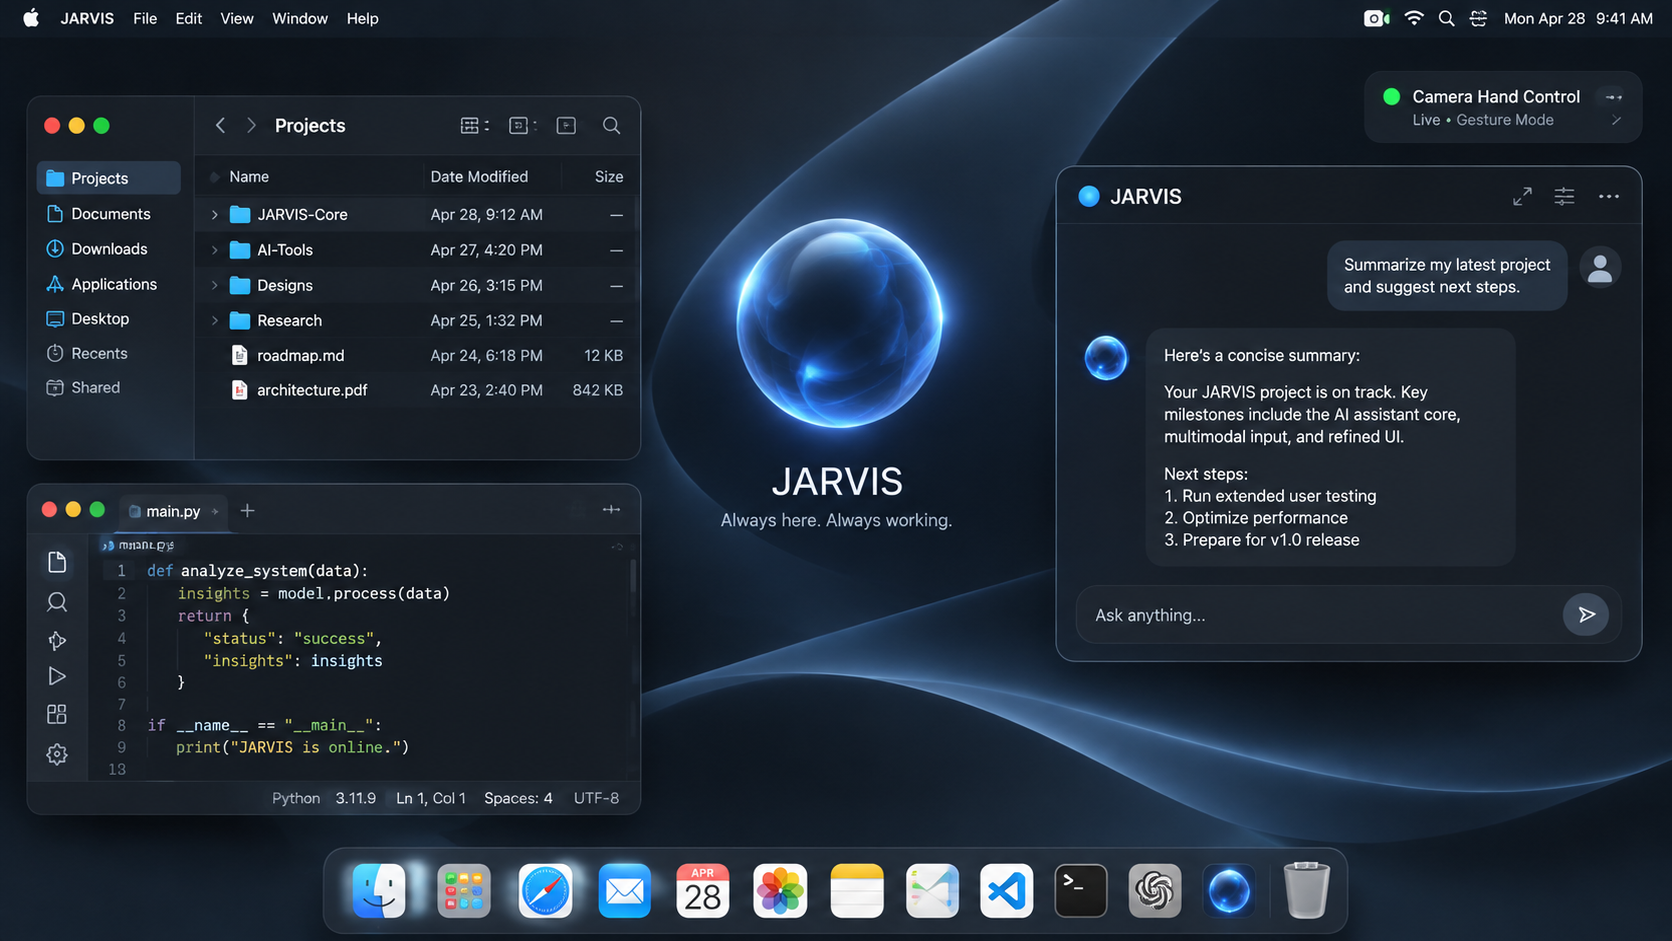 JARVIS File Edit View Window Help
Mon Apr 28 9:41 AM
Projects
Projects
Documents
Downloads
Applications
Desktop
Recents
Shared
Name Date Modified Size
JARVIS-Core Apr 28, 9:12 AM —
AI-Tools Apr 27, 4:20 PM —
Designs Apr 26, 3:15 PM —
Research Apr 25, 1:32 PM —
roadmap.md Apr 24, 6:18 PM 12 KB
architecture.pdf Apr 23, 2:40 PM 842 KB
main.py
1 def analyze_system(data):
2 insights = model.process(data)
3 return {
4 "status": "success",
5 "insights": insights
6 }
7
8 if __name__ == "__main__":
9 print("JARVIS is online.")
13
Python 3.11.9 Ln 1, Col 1 Spaces: 4 UTF-8
JARVIS
Always here. Always working.
Camera Hand Control
Live • Gesture Mode
JARVIS
Summarize my latest project
and suggest next steps.
Here's a concise summary:
Your JARVIS project is on track. Key
milestones include the AI assistant core,
multimodal input, and refined UI.
Next steps:
1. Run extended user testing
2. Optimize performance
3. Prepare for v1.0 release
Ask anything...
APR
28
>_